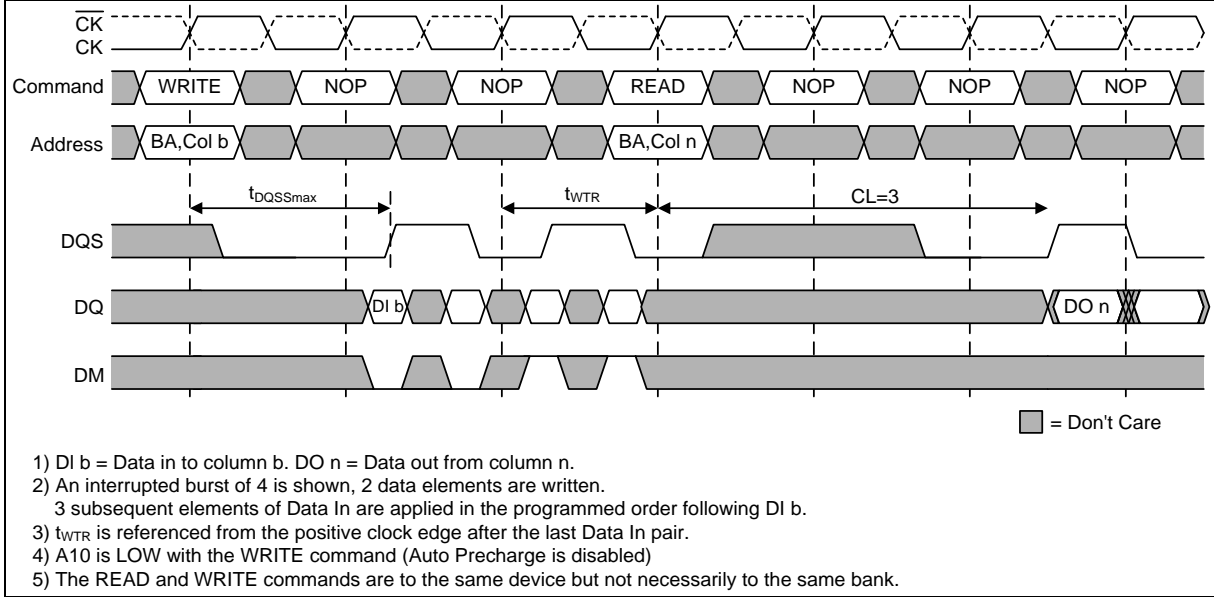 CK
CK
Command WRITE NOP NOP READ NOP NOP NOP
Address BA,Col b BA,Col n
tDQSSmax tWTR CL=3
DQS
DQ DI b DO n
DM
= Don't Care
1) DI b = Data in to column b. DO n = Data out from column n.
2) An interrupted burst of 4 is shown, 2 data elements are written.
3 subsequent elements of Data In are applied in the programmed order following DI b.
3) tWTR is referenced from the positive clock edge after the last Data In pair.
4) A10 is LOW with the WRITE command (Auto Precharge is disabled)
5) The READ and WRITE commands are to the same device but not necessarily to the same bank.